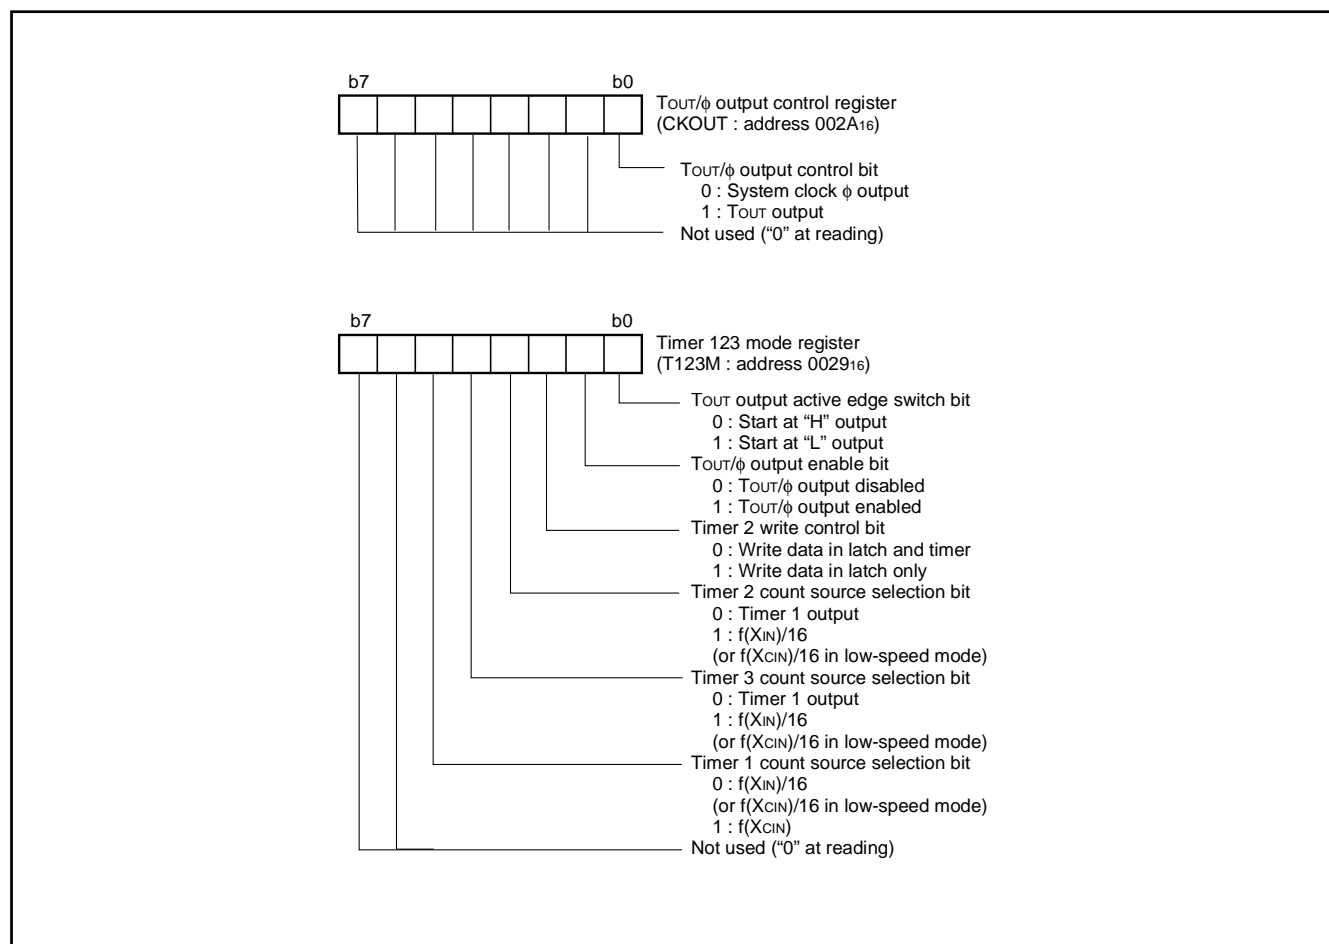 b7 b0
TOUT/ϕ output control register
(CKOUT : address 002A16)
TOUT/ϕ output control bit
0 : System clock ϕ output
1 : TOUT output
Not used (“0” at reading)
b7 b0
Timer 123 mode register
(T123M : address 002916)
TOUT output active edge switch bit
0 : Start at “H” output
1 : Start at “L” output
TOUT/ϕ output enable bit
0 : TOUT/ϕ output disabled
1 : TOUT/ϕ output enabled
Timer 2 write control bit
0 : Write data in latch and timer
1 : Write data in latch only
Timer 2 count source selection bit
0 : Timer 1 output
1 : f(XIN)/16
(or f(XCIN)/16 in low-speed mode)
Timer 3 count source selection bit
0 : Timer 1 output
1 : f(XIN)/16
(or f(XCIN)/16 in low-speed mode)
Timer 1 count source selection bit
0 : f(XIN)/16
(or f(XCIN)/16 in low-speed mode)
1 : f(XCIN)
Not used (“0” at reading)